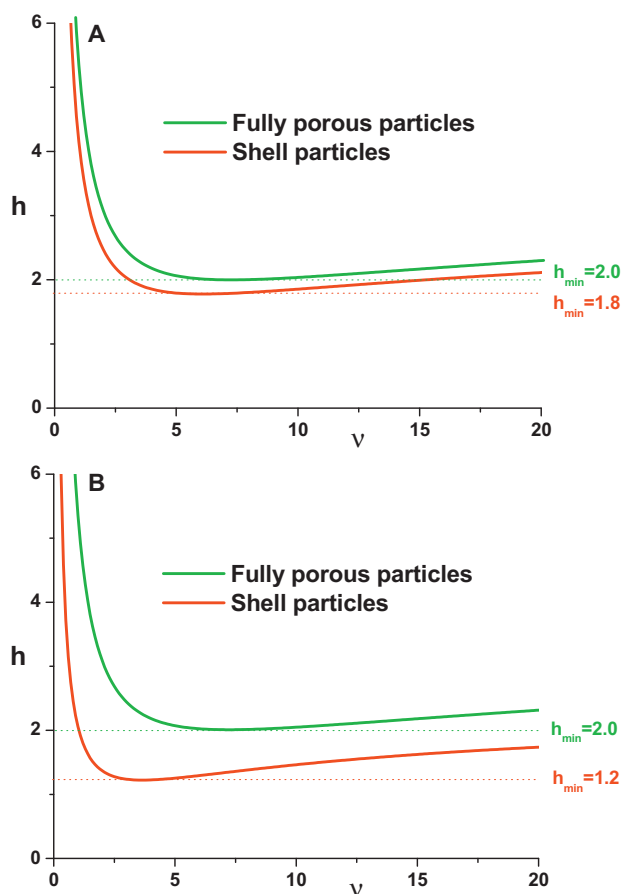 6
A
Fully porous particles
Shell particles
4
h
2
h_min=2.0
h_min=1.8
0
0
5
10
15
20
ν
6
B
Fully porous particles
Shell particles
4
h
2
h_min=2.0
h_min=1.2
0
0
5
10
15
20
ν